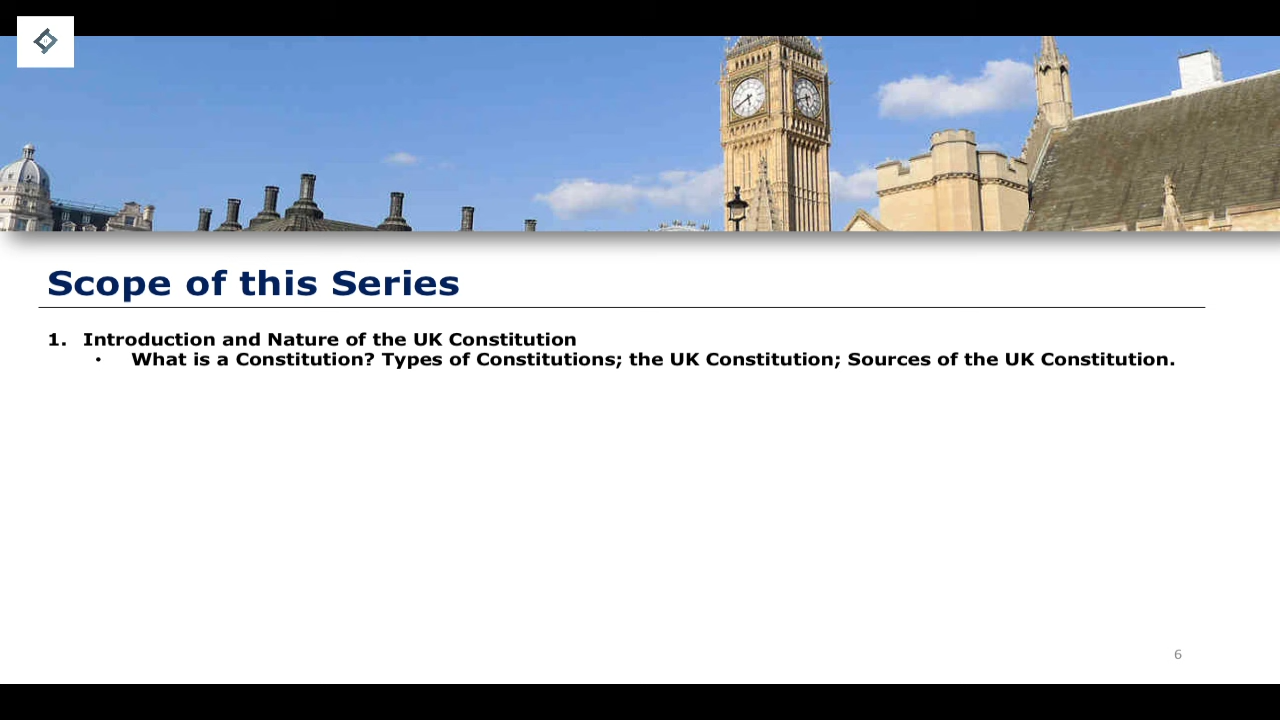 Scope of this Series
1. Introduction and Nature of the UK Constitution
• What is a Constitution? Types of Constitutions; the UK Constitution; Sources of the UK Constitution.
6